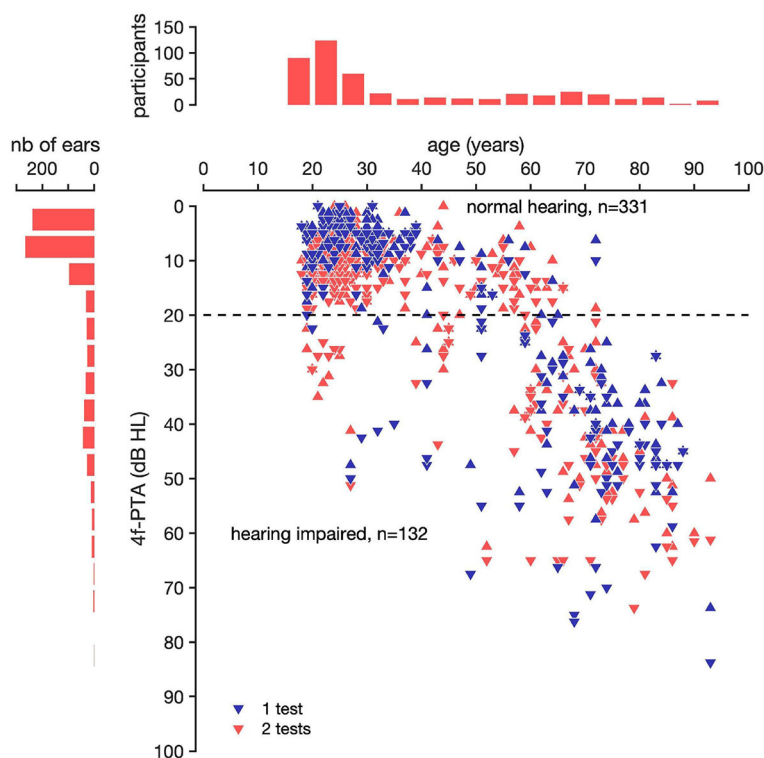 participants
150
100
50
0
nb of ears
200 0
age (years)
0 10 20 30 40 50 60 70 80 90 100
4f-PTA (dB HL)
0
10
20
30
40
50
60
70
80
90
100
normal hearing, n=331
hearing impaired, n=132
1 test
2 tests